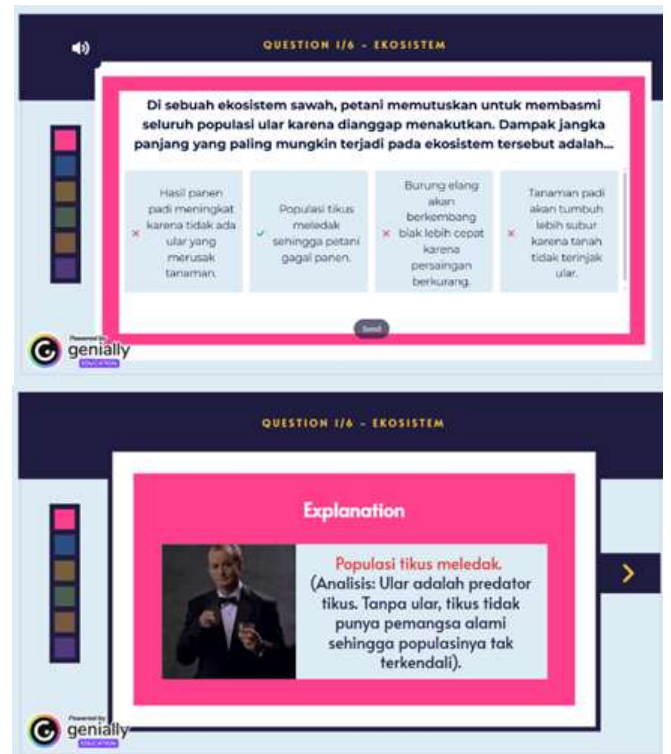 QUESTION 1/6 - EKOSISTEM
Di sebuah ekosistem sawah, petani memutuskan untuk membasmi
seluruh populasi ular karena dianggap menakutkan. Dampak jangka
panjang yang paling mungkin terjadi pada ekosistem tersebut adalah...
Hasil panen
padi meningkat
karena tidak ada
ular yang
merusak
tanaman.
Populasi tikus
meledak
sehingga petani
gagal panen.
Burung elang
akan
berkembang
biak lebih cepat
karena
persaingan
berkurang.
Tanaman padi
akan tumbuh
lebih subur
karena tanah
tidak terinjak
ular.
Send
Powered by
genially
EDUCATION
QUESTION 1/6 - EKOSISTEM
Explanation
Populasi tikus meledak.
(Analisis: Ular adalah predator
tikus. Tanpa ular, tikus tidak
punya pemangsa alami
sehingga populasinya tak
terkendali).
Powered by
genially
EDUCATION